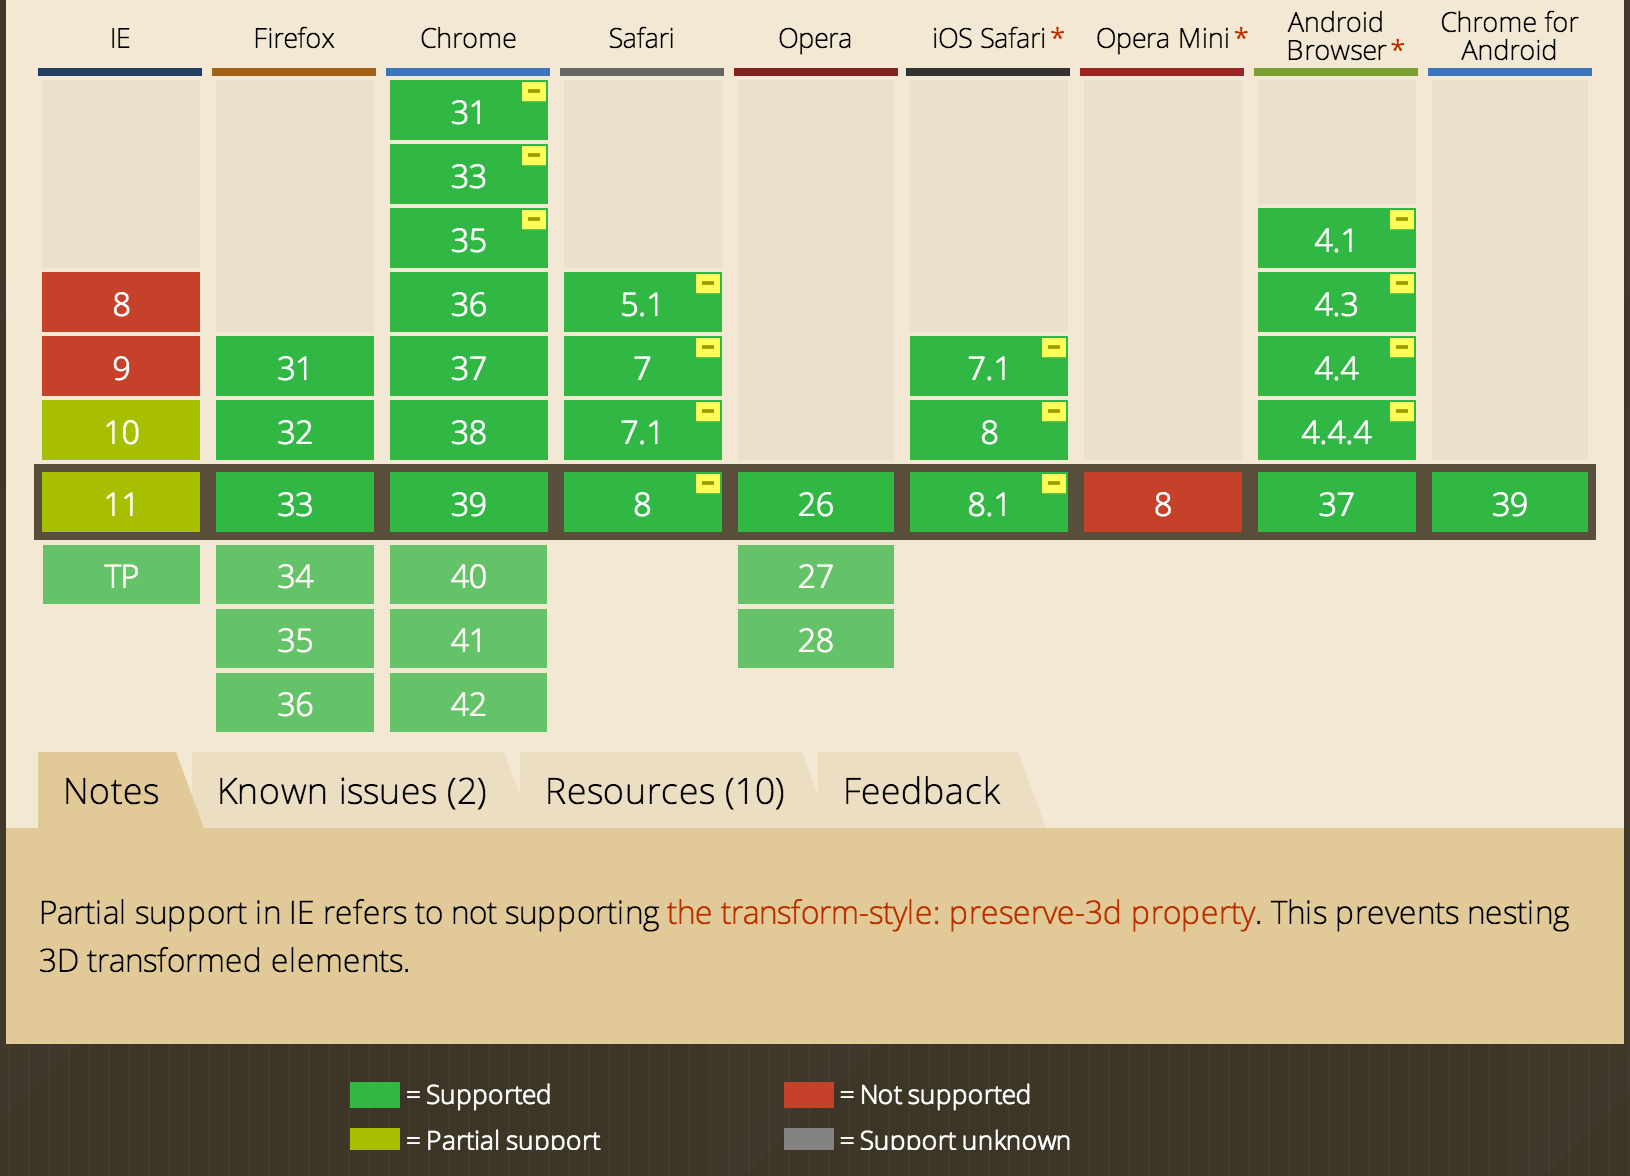 IE Firefox Chrome Safari Opera iOS Safari* Opera Mini* Android Browser* Chrome for Android
31
33
35 4.1
8 36 5.1 4.3
9 31 37 7 7.1 4.4
10 32 38 7.1 8 4.4.4
11 33 39 8 26 8.1 8 37 39
TP 34 40 27
35 41 28
36 42
Notes Known issues (2) Resources (10) Feedback
Partial support in IE refers to not supporting the transform-style: preserve-3d property. This prevents nesting
3D transformed elements.
= Supported = Not supported
= Partial support = Support unknown